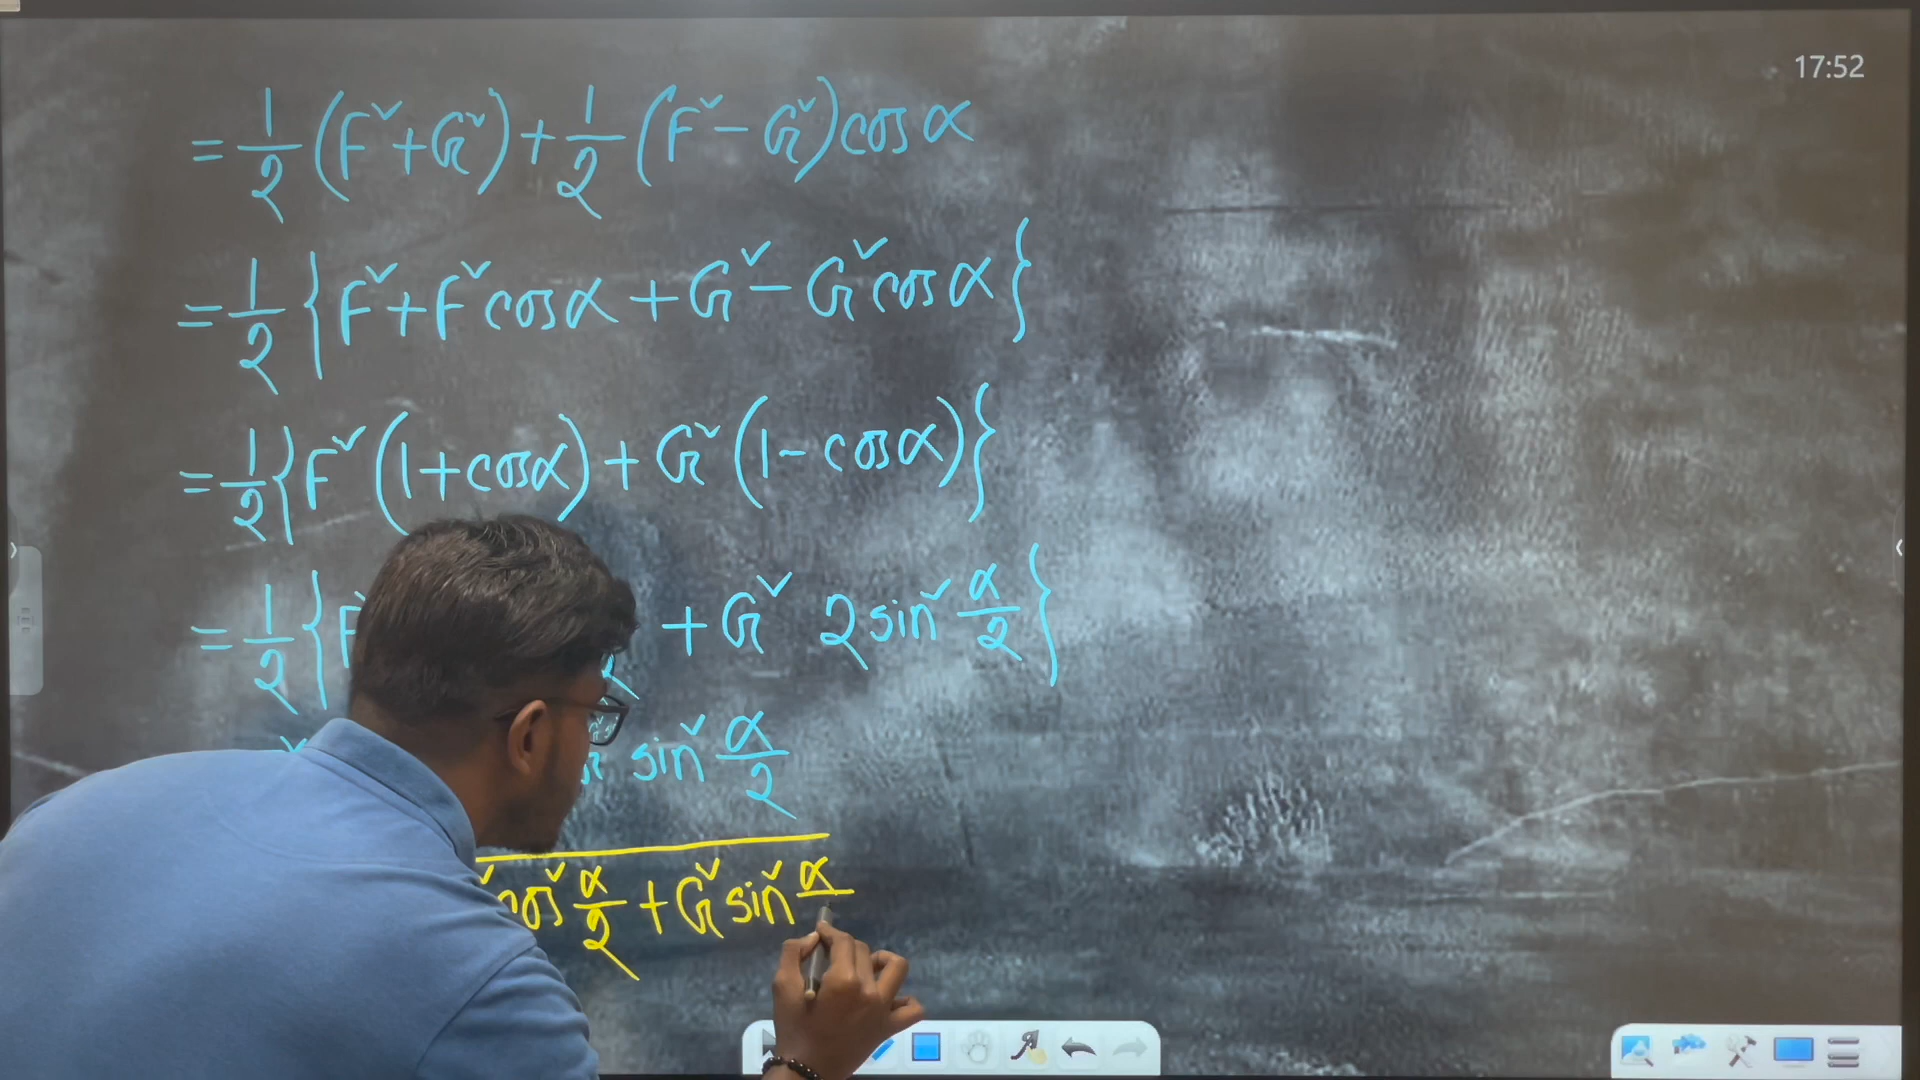 17:52
= 1/2 (F² + G²) + 1/2 (F² - G²) cos α
= 1/2 { F² + F² cos α + G² - G² cos α }
= 1/2 { F² (1 + cos α) + G² (1 - cos α) }
= 1/2 { F + G² 2 sin² α/2 }
sin² α/2
cos² α/2 + G² sin² α